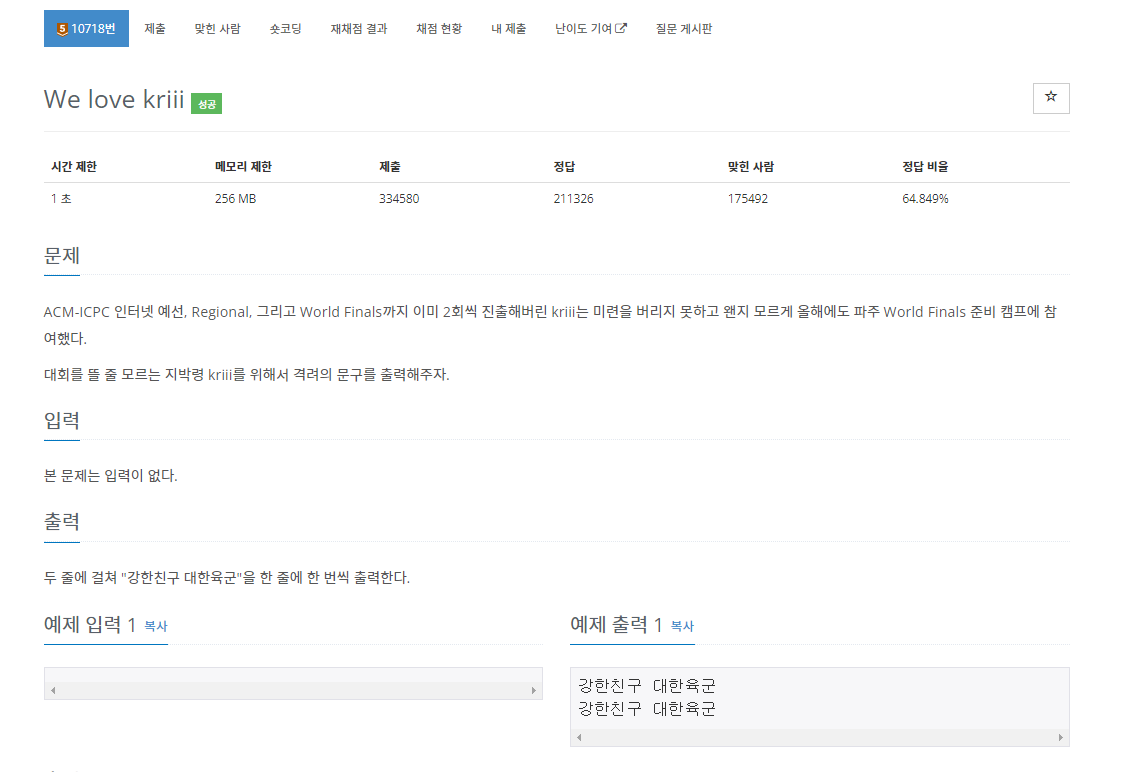 5 10718번 제출 맞힌 사람 숏코딩 재채점 결과 채점 현황 내 제출 난이도 기여 질문 게시판
We love kriii 성공
시간 제한 메모리 제한 제출 정답 맞힌 사람 정답 비율
1 초 256 MB 334580 211326 175492 64.849%
문제
ACM-ICPC 인터넷 예선, Regional, 그리고 World Finals까지 이미 2회씩 진출해버린 kriii는 미련을 버리지 못하고 왠지 모르게 올해에도 파주 World Finals 준비 캠프에 참
여했다.
대회를 뜰 줄 모르는 지박령 kriii를 위해서 격려의 문구를 출력해주자.
입력
본 문제는 입력이 없다.
출력
두 줄에 걸쳐 "강한친구 대한육군"을 한 줄에 한 번씩 출력한다.
예제 입력 1 복사
예제 출력 1 복사
강한친구 대한육군
강한친구 대한육군